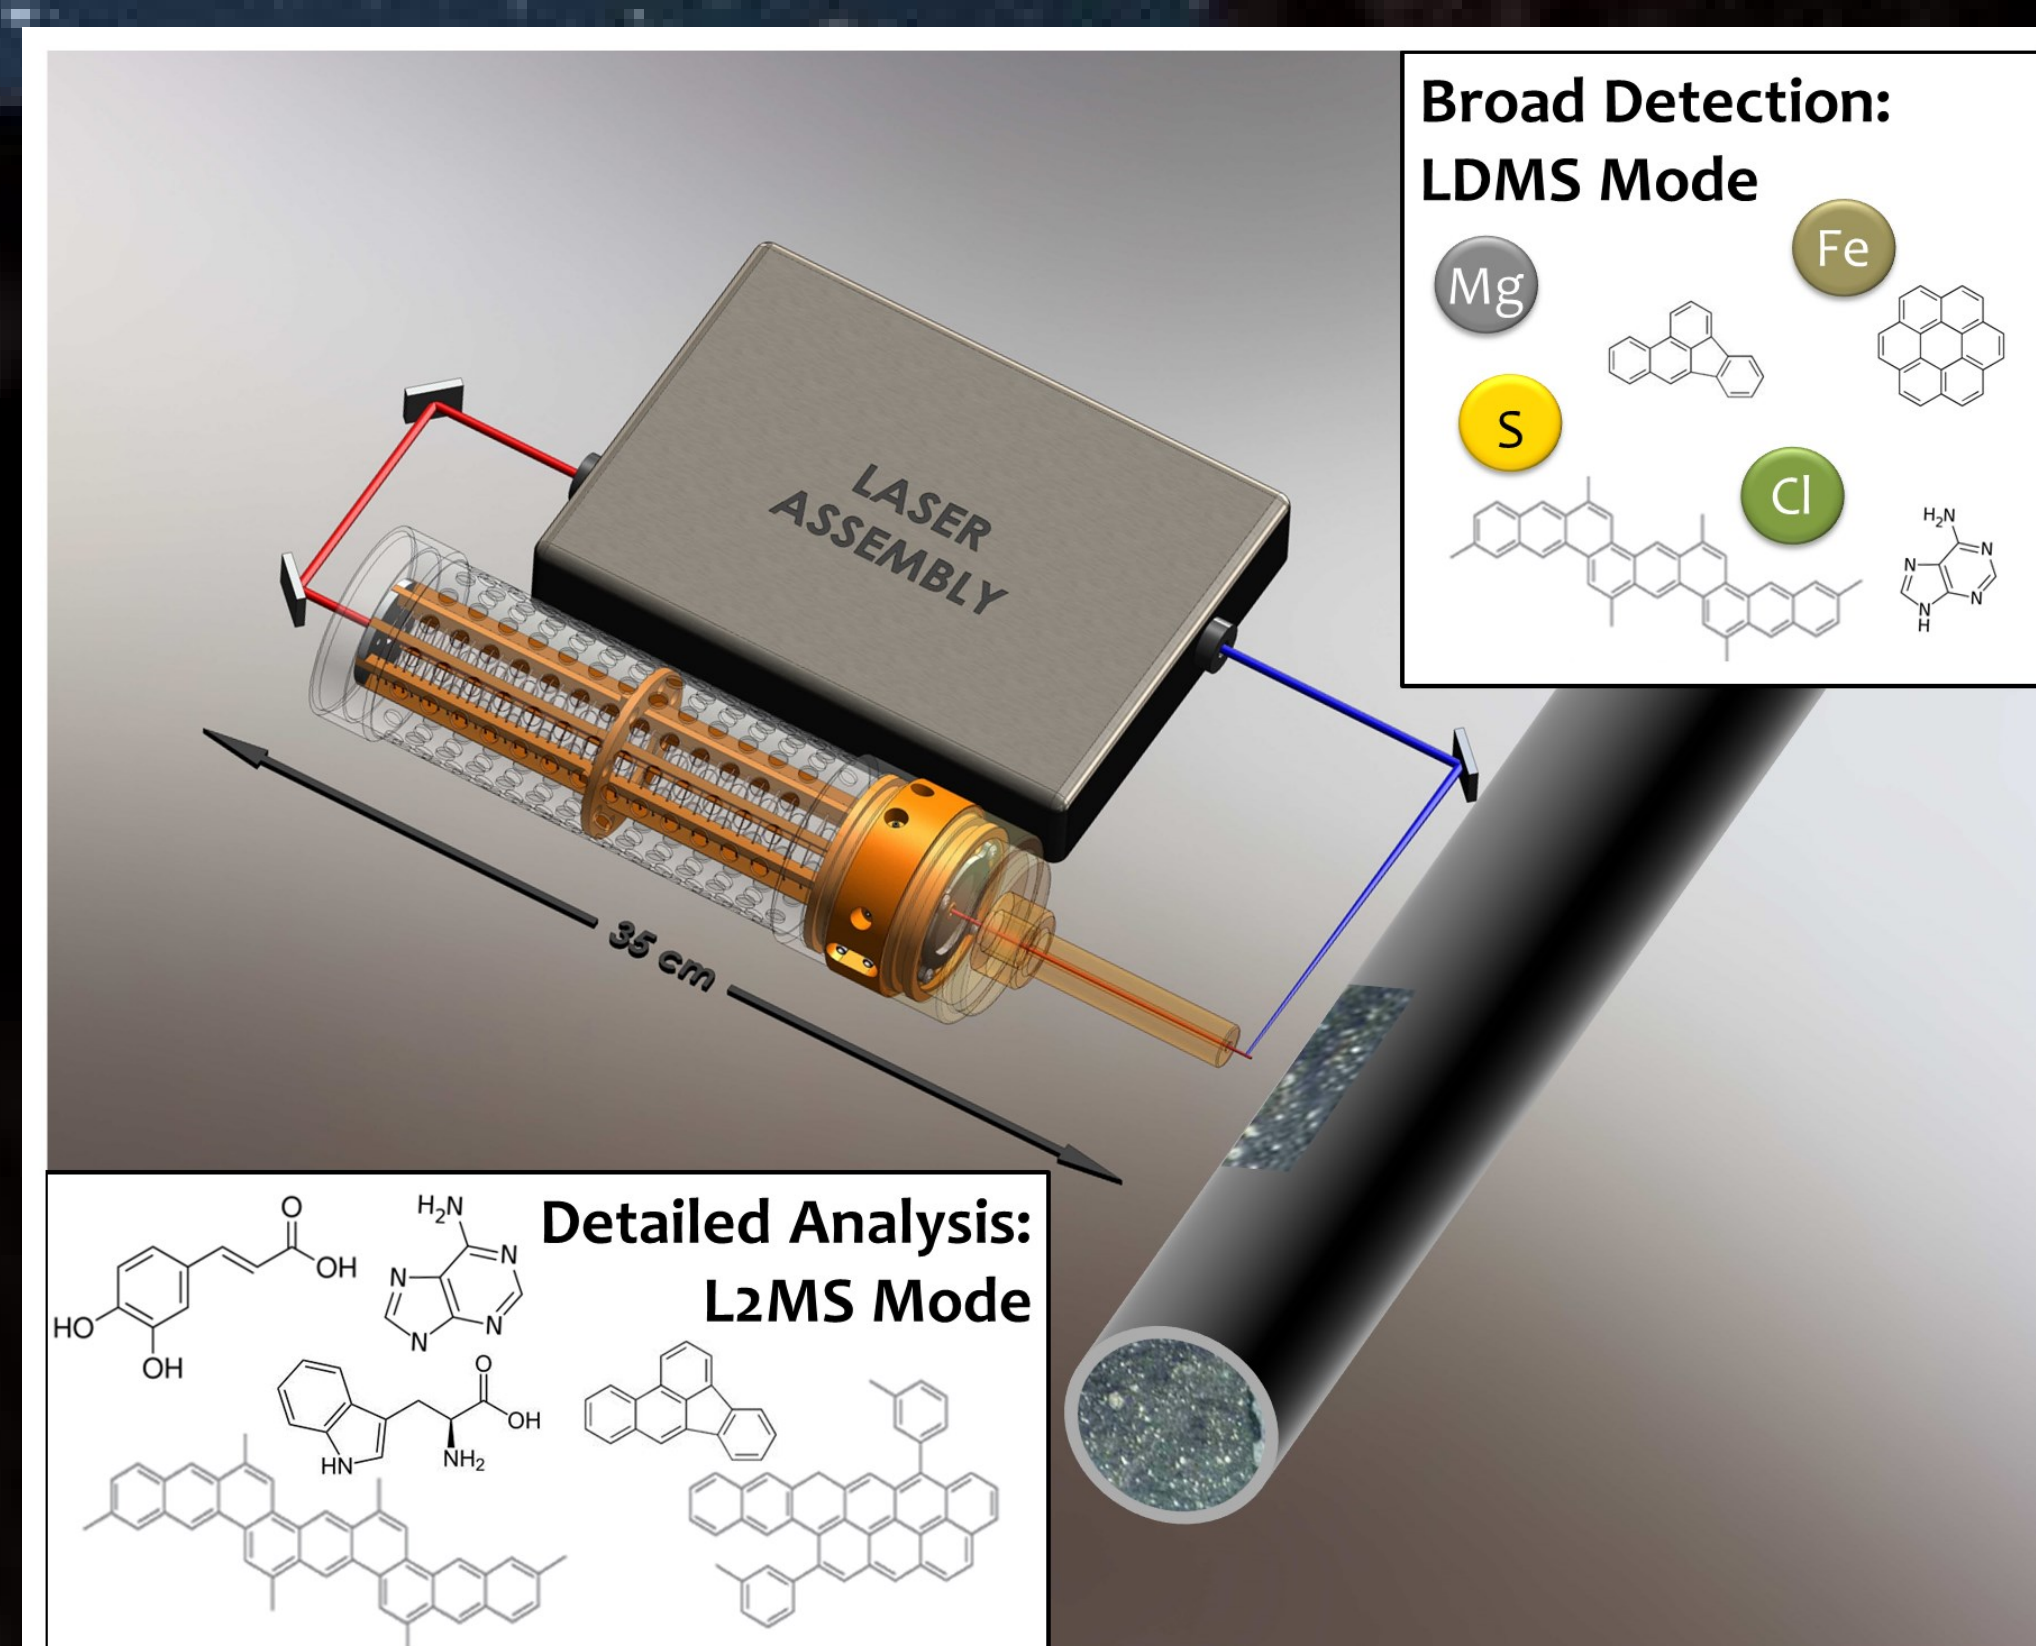 Broad Detection:
LDMS Mode
Mg
Fe
S
Cl
H₂N
N
N
N
N
H
LASER
ASSEMBLY
35 cm
Detailed Analysis:
L2MS Mode
O
OH
HO
OH
H₂N
N
N
N
N
O
OH
NH₂
HN